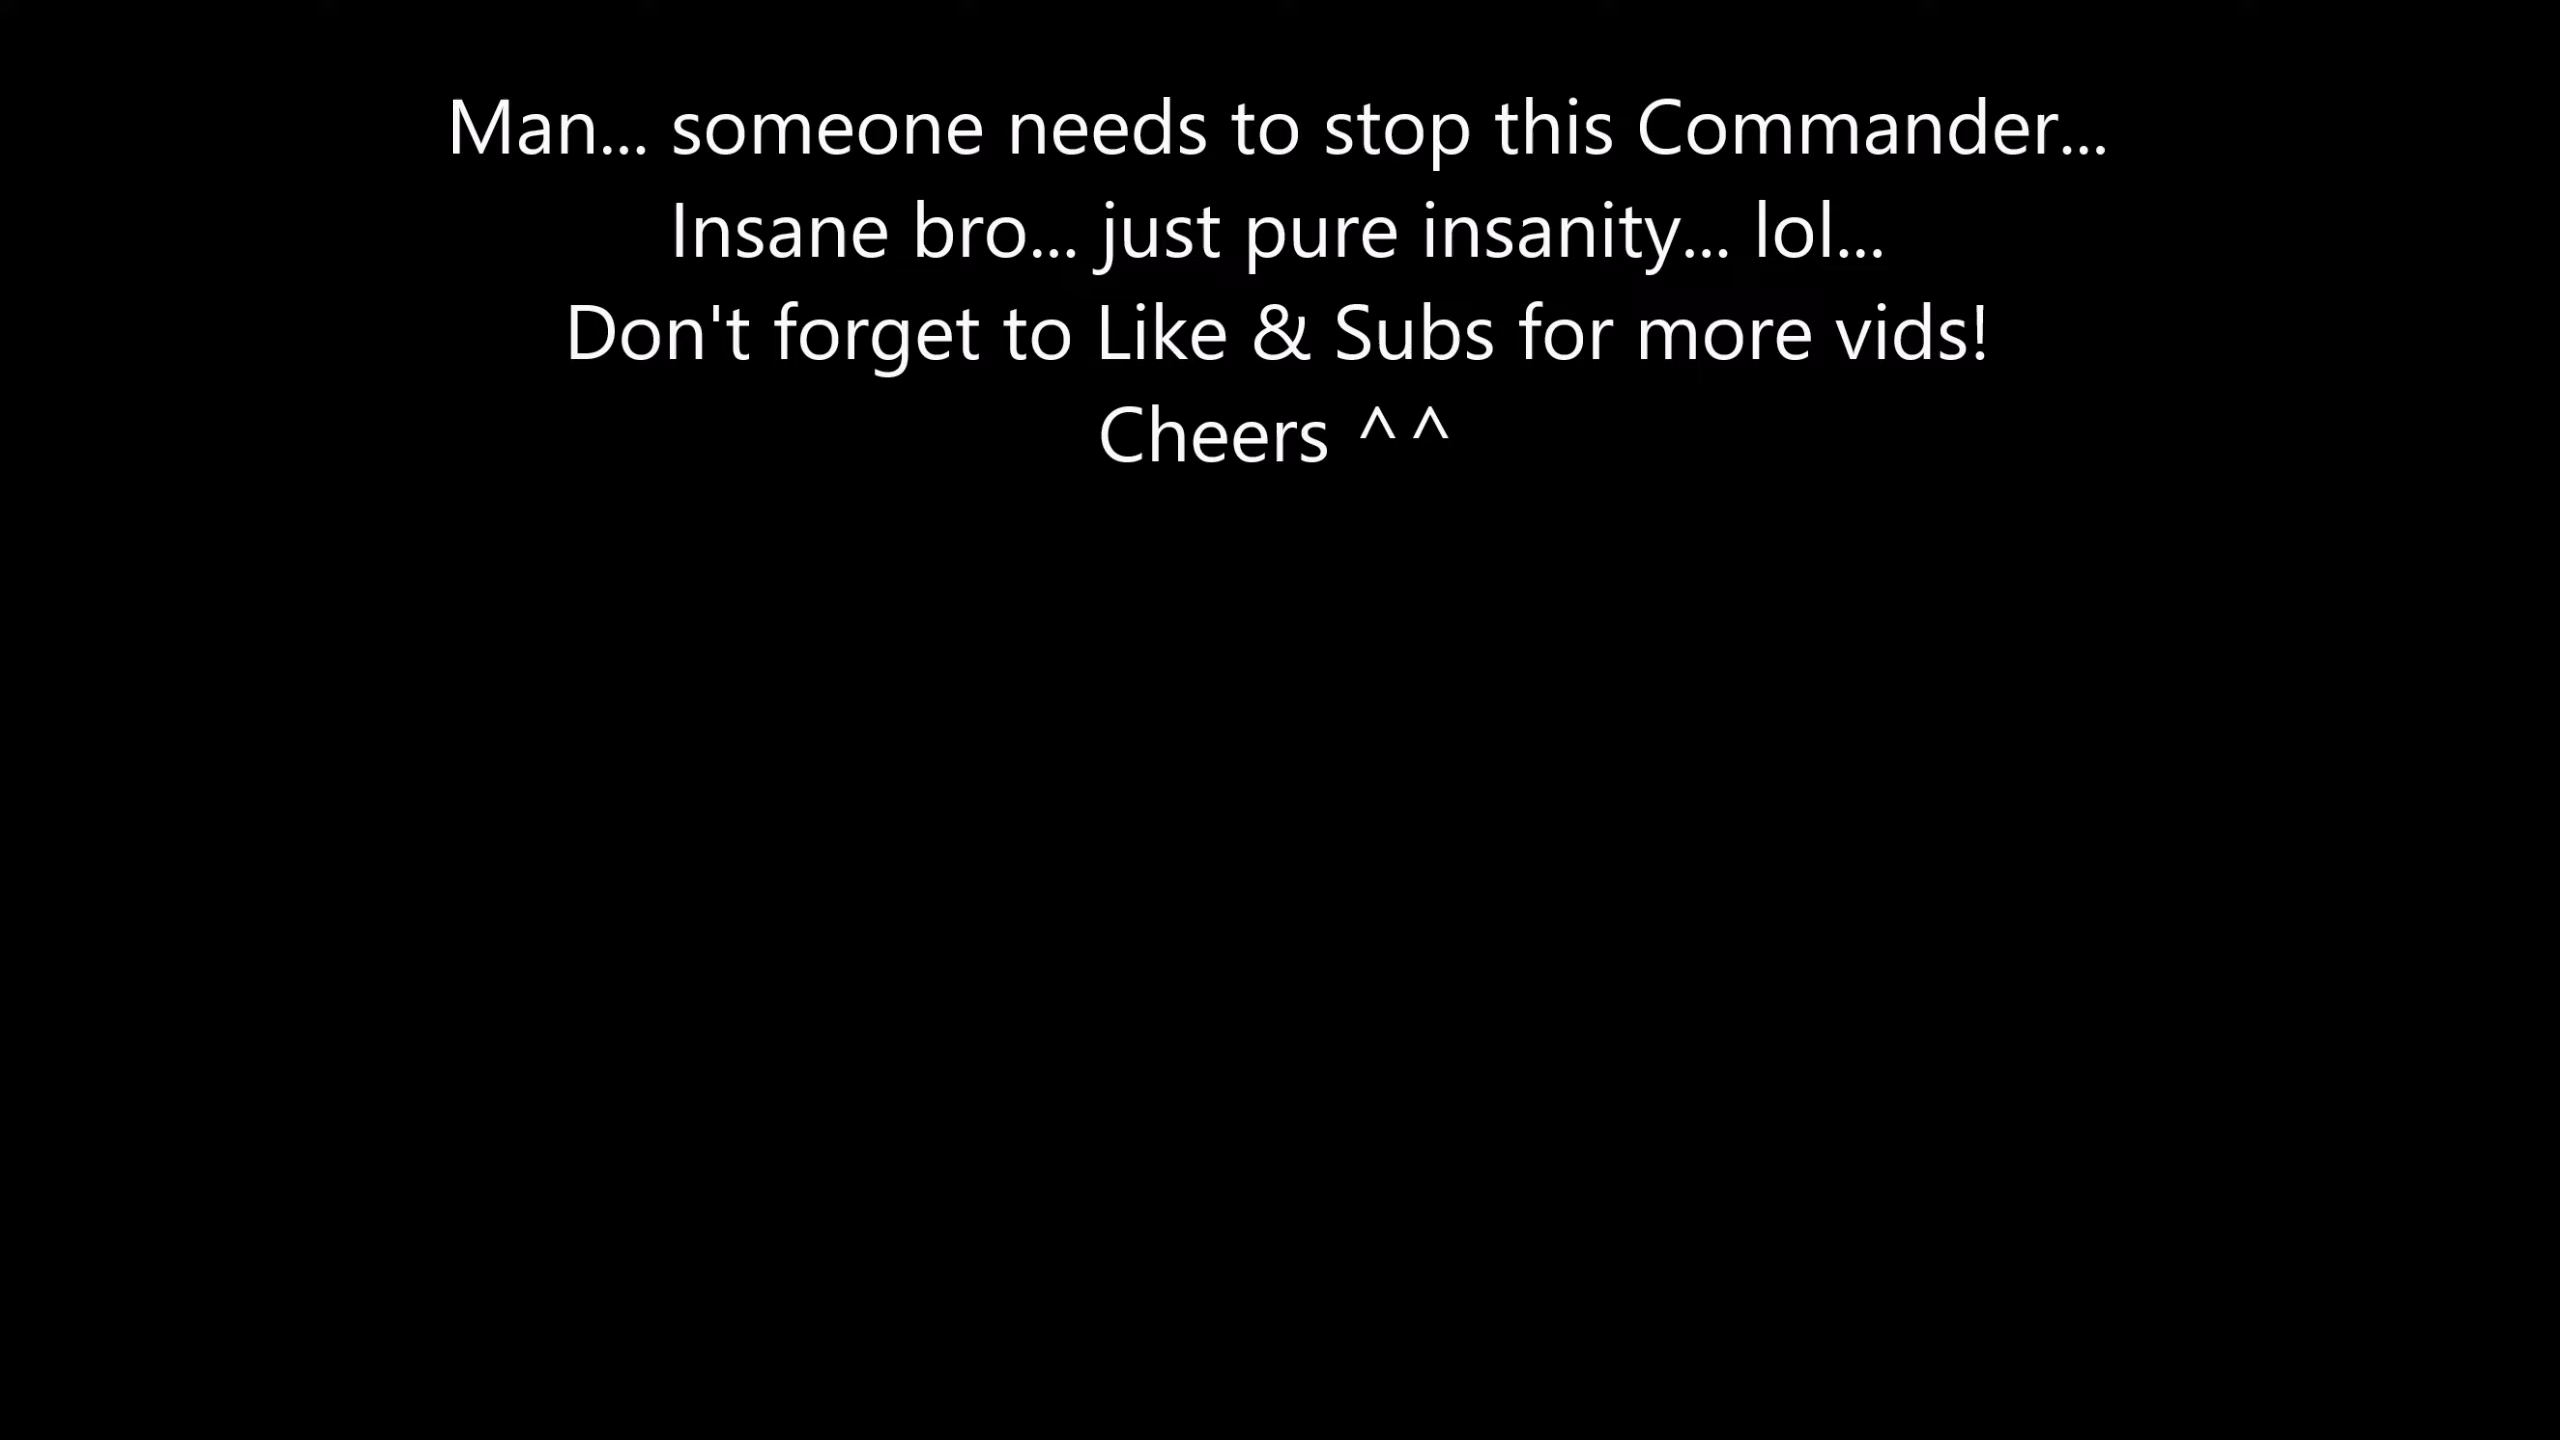 Man... someone needs to stop this Commander...
Insane bro... just pure insanity... lol...
Don't forget to Like & Subs for more vids!
Cheers ^^